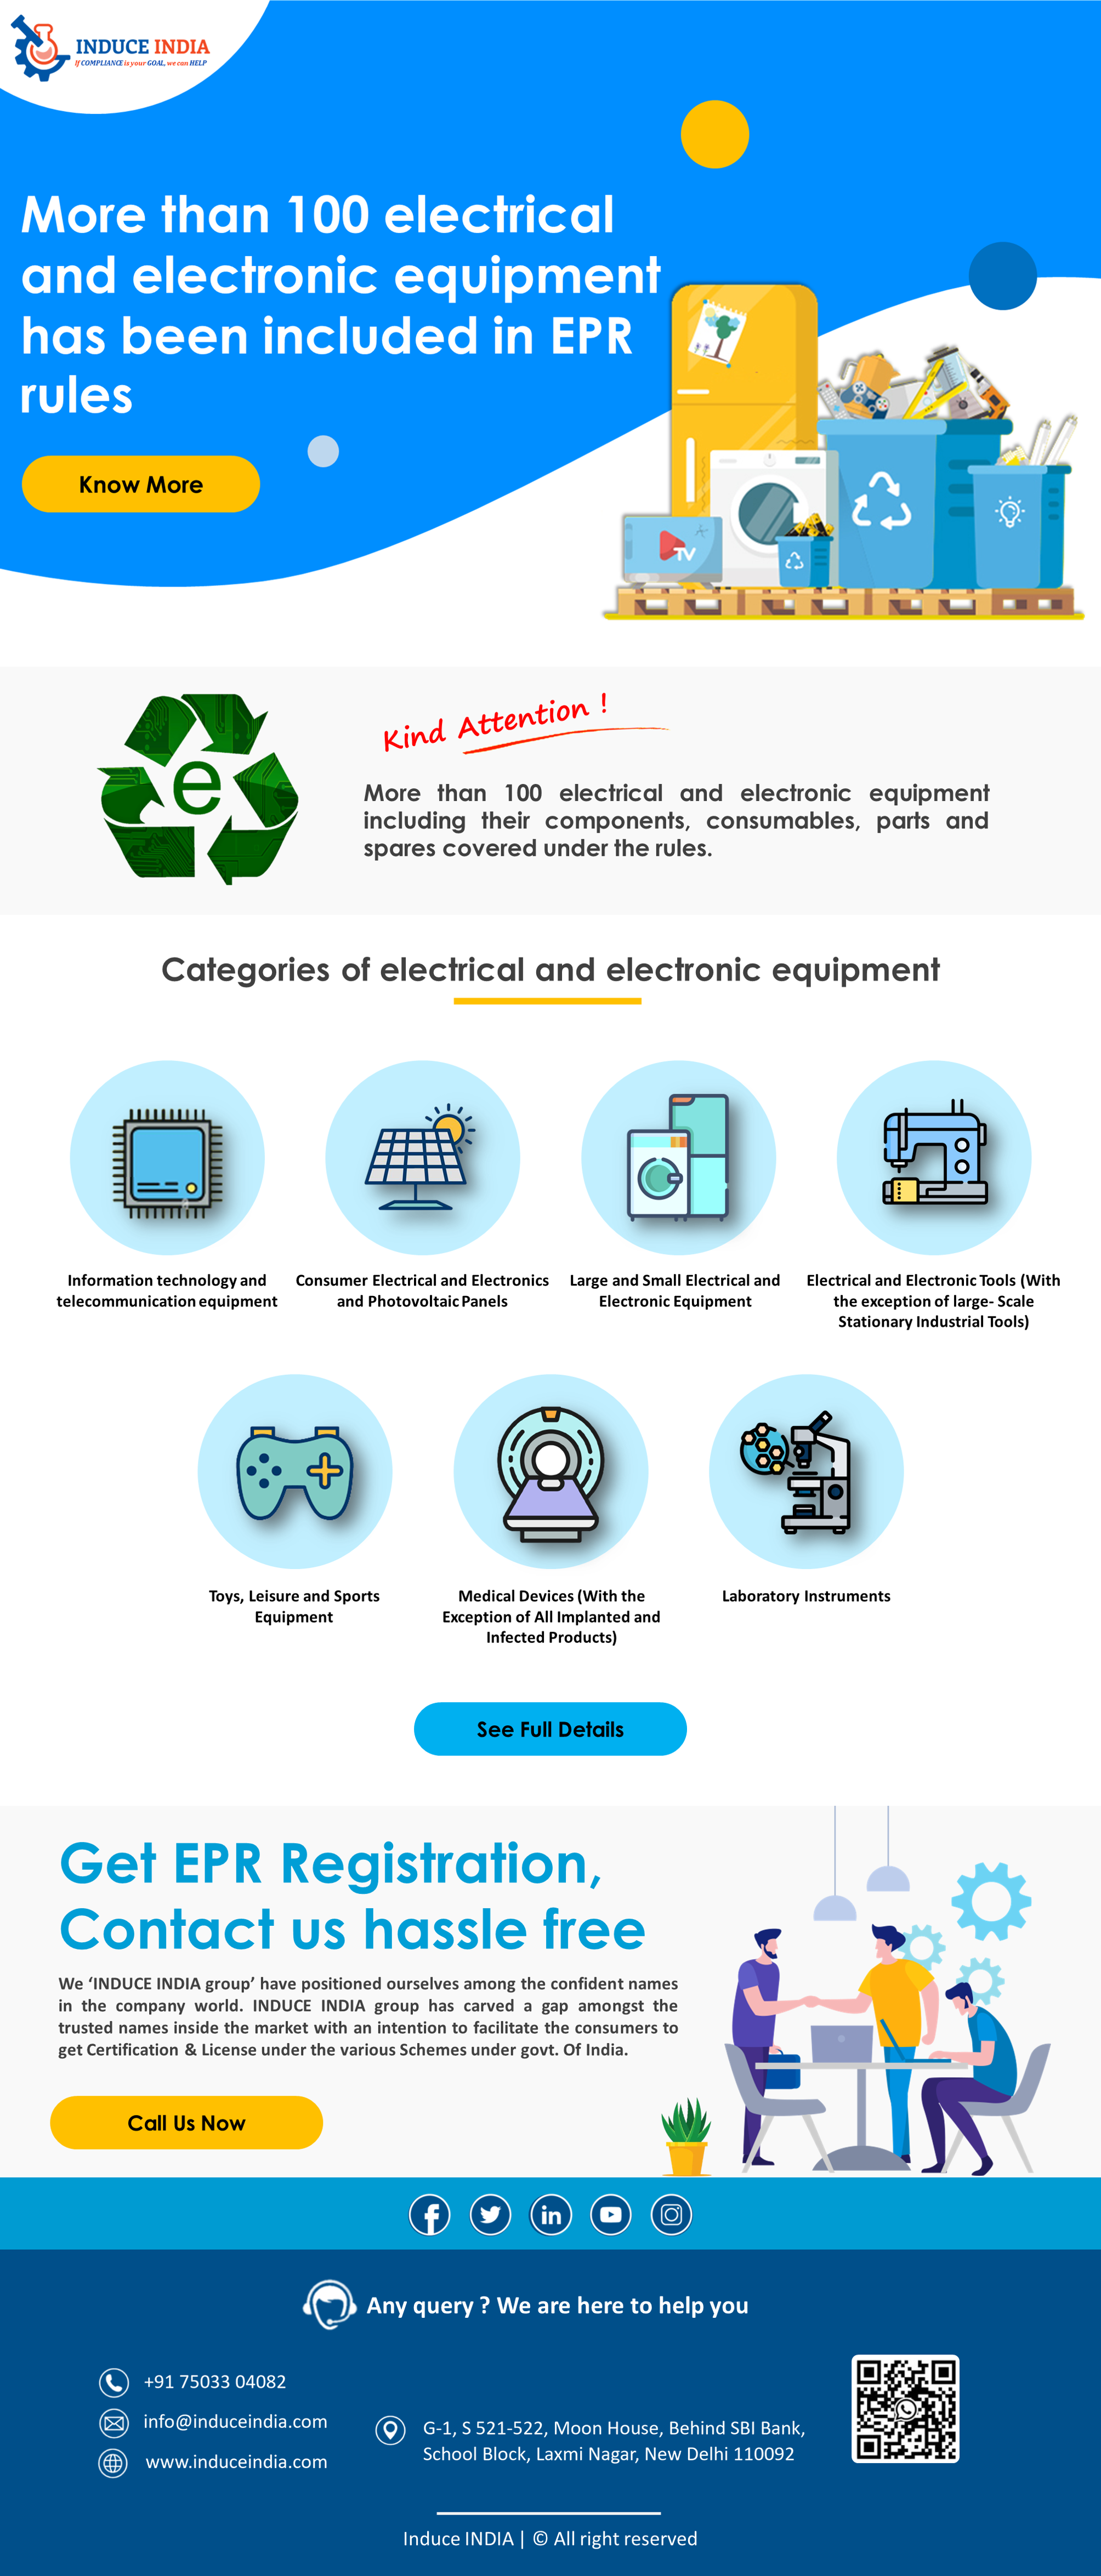 INDUCE INDIA
If COMPLIANCE is your GOAL, we can HELP
More than 100 electrical
and electronic equipment
has been included in EPR
rules
Know More
TV
Kind Attention !
e
More than 100 electrical and electronic equipment
including their components, consumables, parts and
spares covered under the rules.
Categories of electrical and electronic equipment
Information technology and
telecommunication equipment
Consumer Electrical and Electronics
and Photovoltaic Panels
Large and Small Electrical and
Electronic Equipment
Electrical and Electronic Tools (With
the exception of large- Scale
Stationary Industrial Tools)
Toys, Leisure and Sports
Equipment
Medical Devices (With the
Exception of All Implanted and
Infected Products)
Laboratory Instruments
See Full Details
Get EPR Registration,
Contact us hassle free
We ‘INDUCE INDIA group’ have positioned ourselves among the confident names
in the company world. INDUCE INDIA group has carved a gap amongst the
trusted names inside the market with an intention to facilitate the consumers to
get Certification & License under the various Schemes under govt. Of India.
Call Us Now
Any query ? We are here to help you
+91 75033 04082
info@induceindia.com
www.induceindia.com
G-1, S 521-522, Moon House, Behind SBI Bank,
School Block, Laxmi Nagar, New Delhi 110092
Induce INDIA | © All right reserved